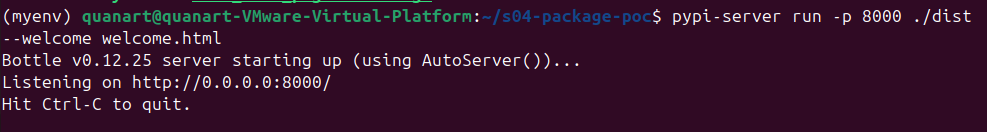 (myenv) quanart@quanart-VMware-Virtual-Platform:~/s04-package-poc$ pypi-server run -p 8000 ./dist
--welcome welcome.html
Bottle v0.12.25 server starting up (using AutoServer())...
Listening on http://0.0.0.0:8000/
Hit Ctrl-C to quit.